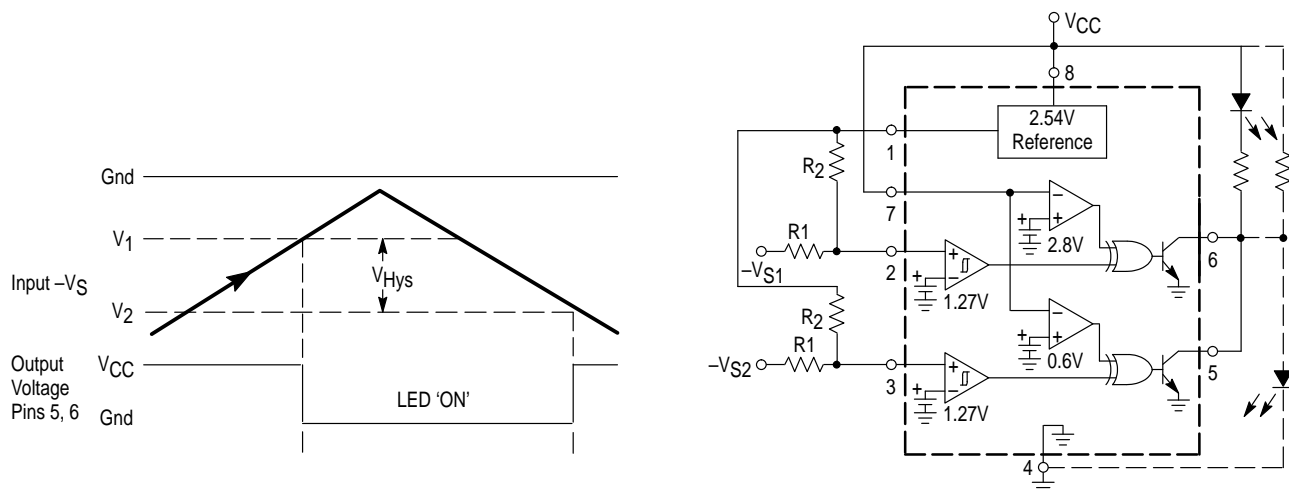 Gnd
V1
Input –VS
VHys
V2
Output
Voltage
Pins 5, 6
VCC
Gnd
LED ‘ON’
VCC
8
2.54V
Reference
1
R2
7
–
+
+
2.8V
R1
–VS1
2
+
–
+
1.27V
6
R2
–
+
+
0.6V
R1
–VS2
3
+
–
+
1.27V
5
4